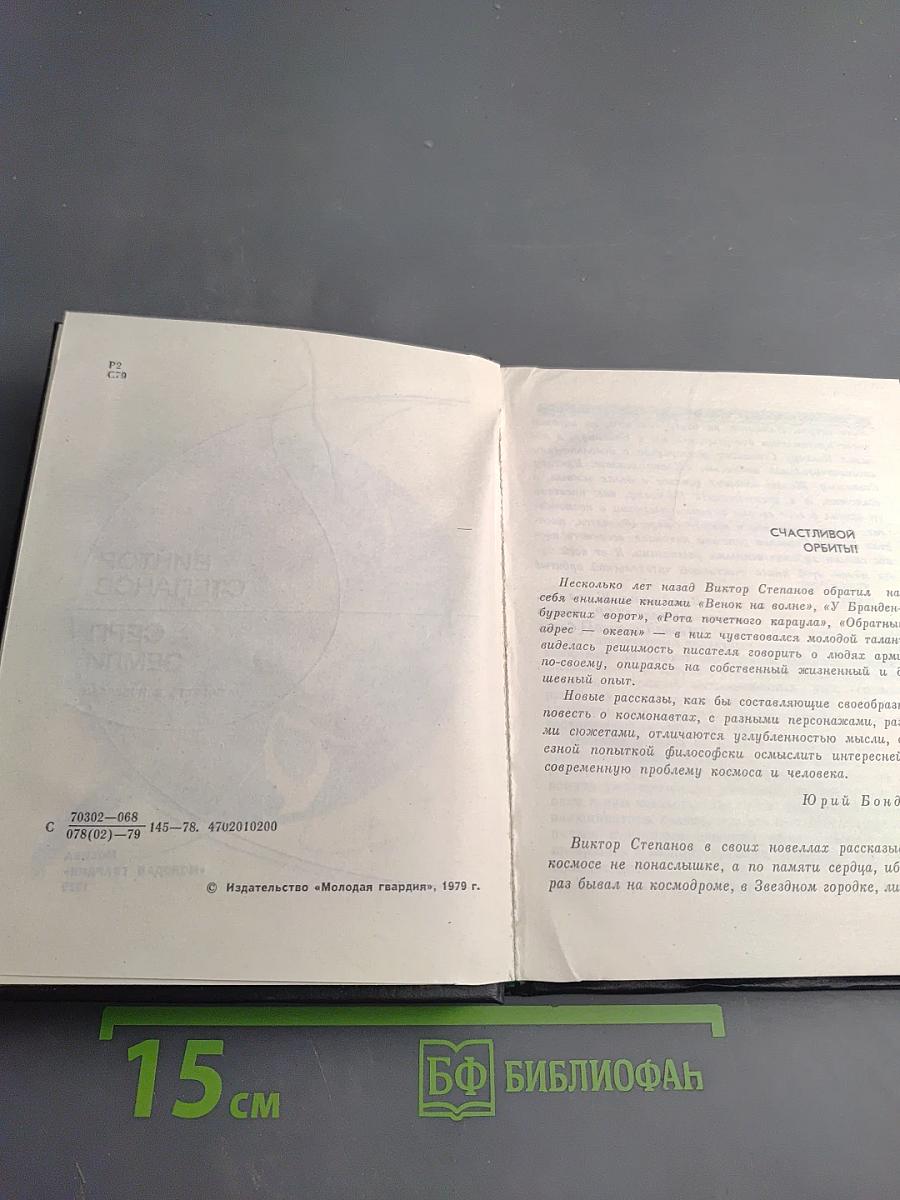 Р2
С79
С 70302—068
078(02)—79 145—78. 4702010200
© Издательство «Молодая гвардия», 1979 г.
СЧАСТЛИВОЙ
ОРБИТЫ!
Несколько лет назад Виктор Степанов обратил на
себя внимание книгами «Венок на волне», «У Бранден-
бургских ворот», «Рота почетного караула», «Обратный
адрес — океан» — в них чувствовался молодой талант
виделась решимость писателя говорить о людях арми
по-своему, опираясь на собственный жизненный и д
шевный опыт.
Новые рассказы, как бы составляющие своеобразн
повесть о космонавтах, с разными персонажами, раз
ми сюжетами, отличаются углубленностью мысли, с
езной попыткой философски осмыслить интересней
современную проблему космоса и человека.
Юрий Бонд
Виктор Степанов в своих новеллах рассказыв
космосе не понаслышке, а по памяти сердца, иб
раз бывал на космодроме, в Звездном городке, ли
15 см
БФ БИБЛИОФАН